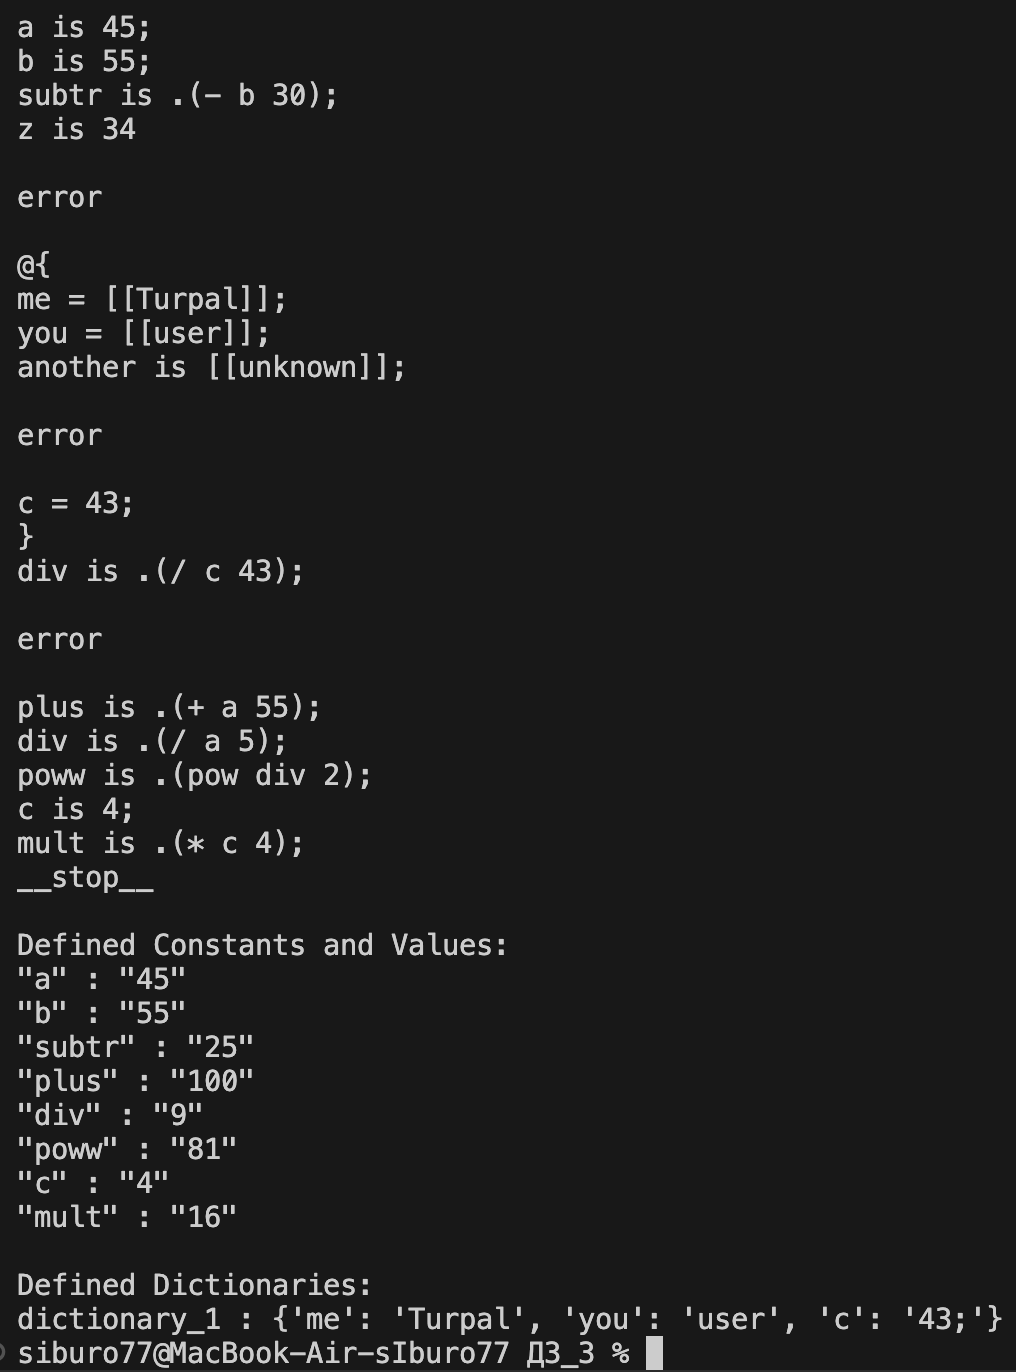 a is 45;
b is 55;
subtr is .(- b 30);
z is 34
error
@{
me = [[Turpal]];
you = [[user]];
another is [[unknown]];
error
c = 43;
}
div is .(/ c 43);
error
plus is .(+ a 55);
div is .(/ a 5);
poww is .(pow div 2);
c is 4;
mult is .(* c 4);
__stop__
Defined Constants and Values:
"a" : "45"
"b" : "55"
"subtr" : "25"
"plus" : "100"
"div" : "9"
"poww" : "81"
"c" : "4"
"mult" : "16"
Defined Dictionaries:
dictionary_1 : {'me': 'Turpal', 'you': 'user', 'c': '43;'}
siburo77@MacBook-Air-sIburo77 ДЗ_3 %